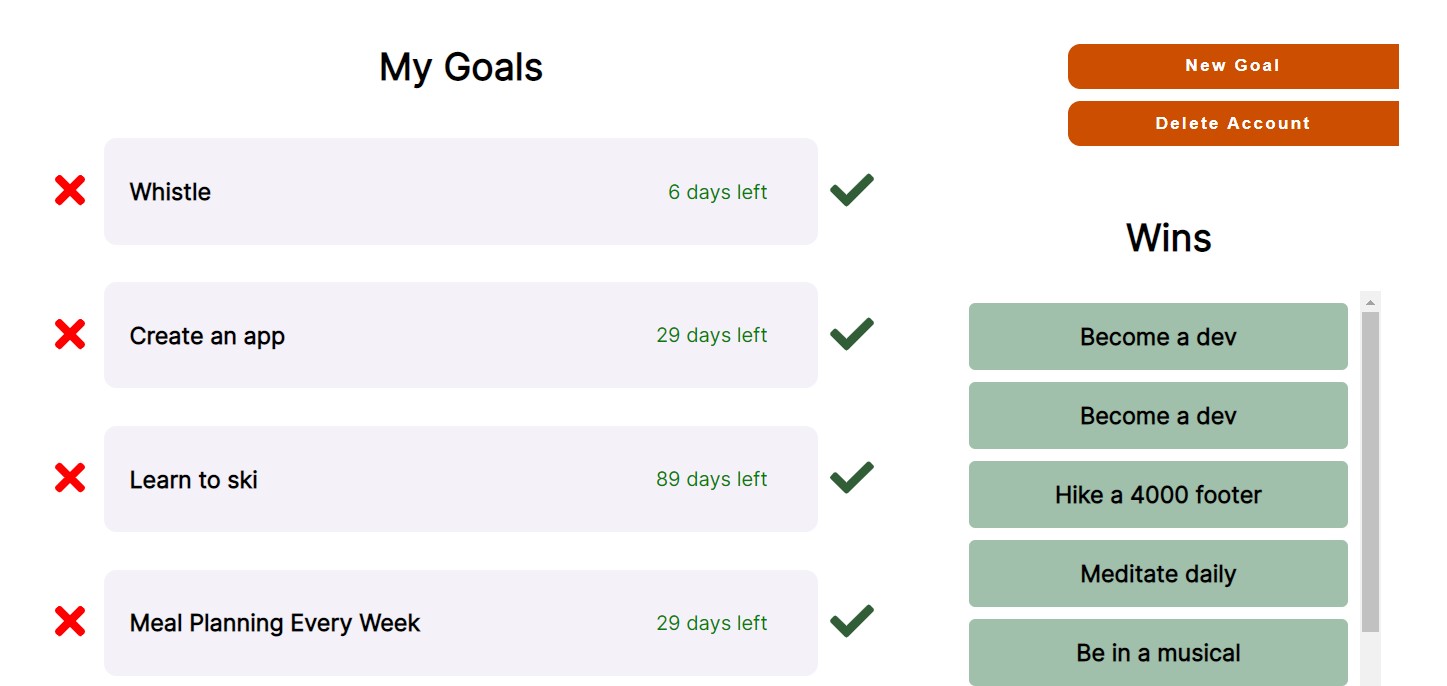 My Goals
New Goal
Delete Account
Whistle
6 days left
Create an app
29 days left
Learn to ski
89 days left
Meal Planning Every Week
29 days left
Wins
Become a dev
Become a dev
Hike a 4000 footer
Meditate daily
Be in a musical